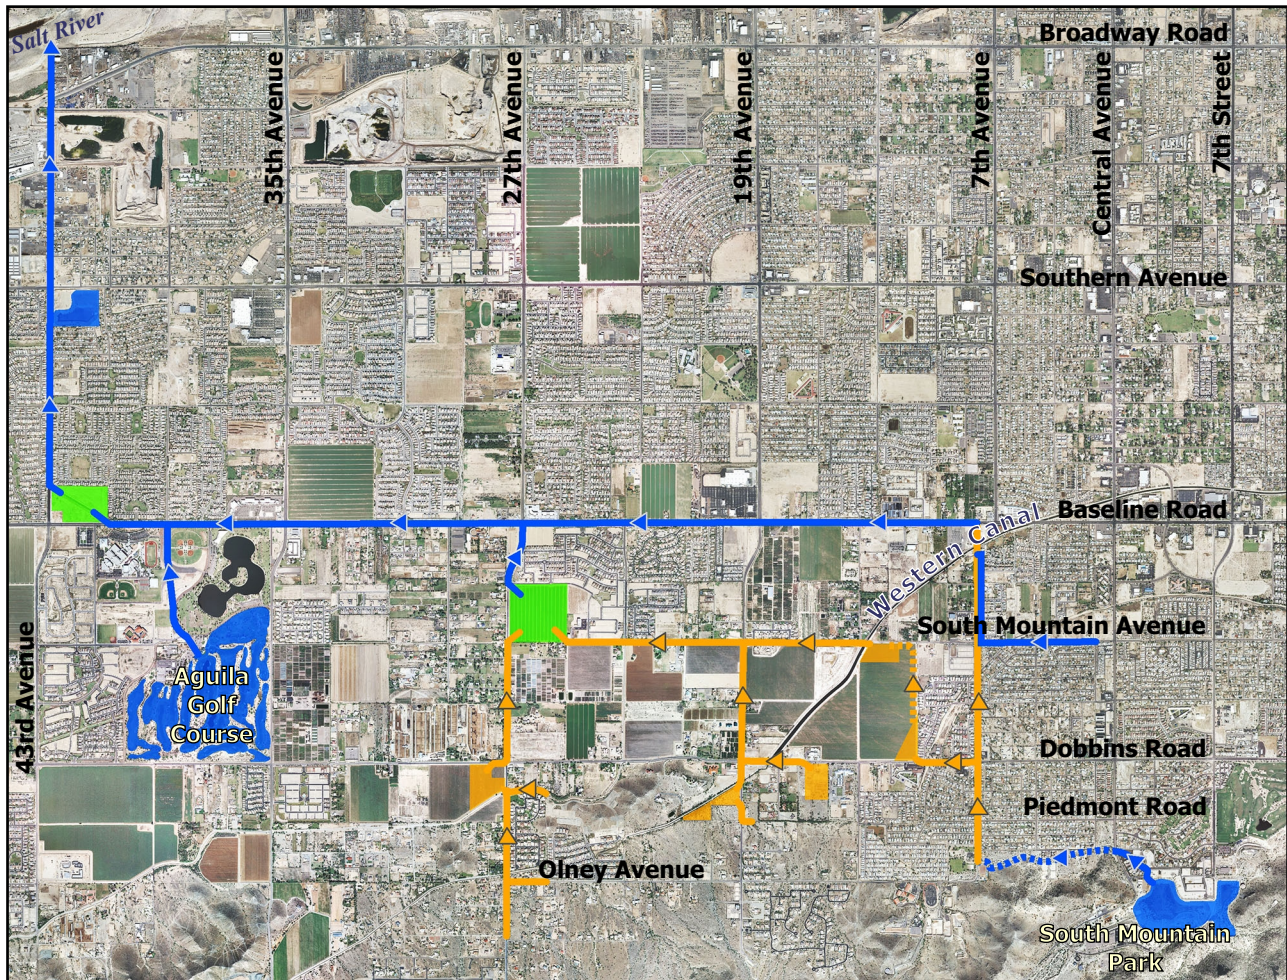 Salt River
Broadway Road
35th Avenue
27th Avenue
19th Avenue
7th Avenue
Central Avenue
7th Street
Southern Avenue
Baseline Road
Western Canal
South Mountain Avenue
43rd Avenue
Aguila
Golf
Course
Dobbins Road
Piedmont Road
Olney Avenue
South Mountain
Park